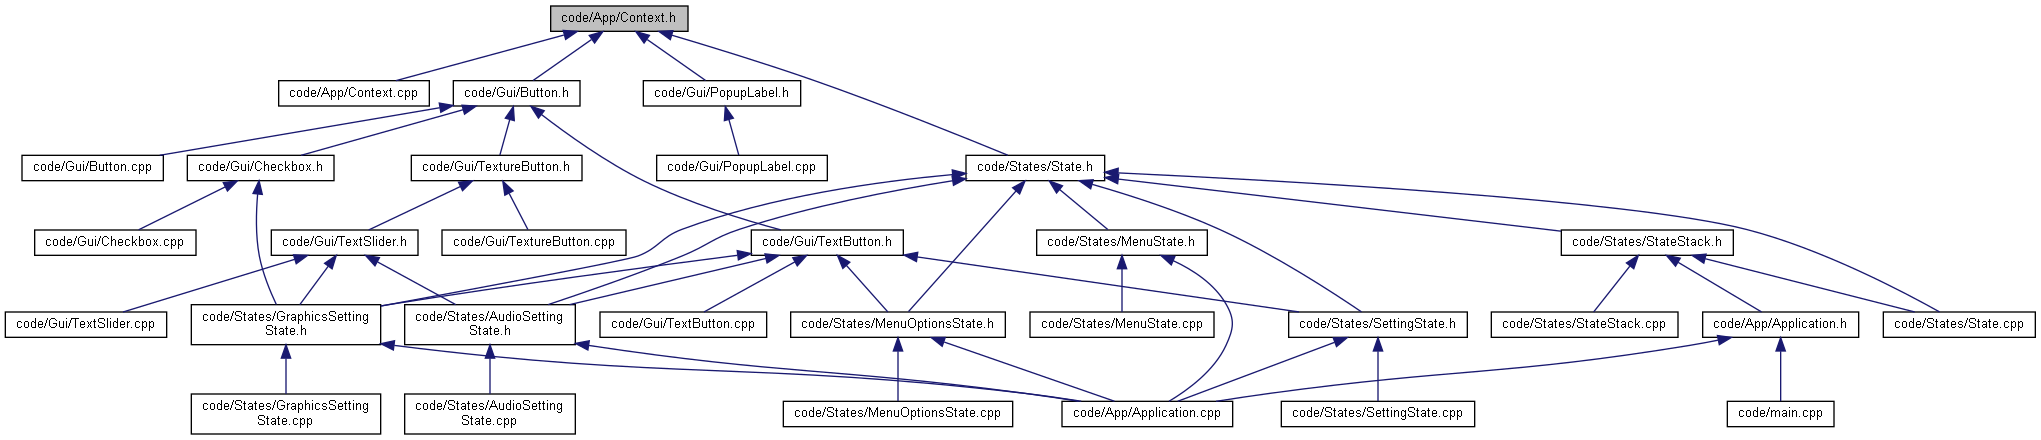 code/App/Context.h
code/App/Context.cpp
code/Gui/Button.h
code/Gui/PopupLabel.h
code/Gui/Button.cpp
code/Gui/Checkbox.h
code/Gui/TextureButton.h
code/Gui/PopupLabel.cpp
code/States/State.h
code/Gui/Checkbox.cpp
code/Gui/TextSlider.h
code/Gui/TextureButton.cpp
code/Gui/TextButton.h
code/States/MenuState.h
code/States/StateStack.h
code/Gui/TextSlider.cpp
code/States/GraphicsSetting
State.h
code/States/AudioSetting
State.h
code/Gui/TextButton.cpp
code/States/MenuOptionsState.h
code/States/MenuState.cpp
code/States/SettingState.h
code/States/StateStack.cpp
code/App/Application.h
code/States/State.cpp
code/States/GraphicsSetting
State.cpp
code/States/AudioSetting
State.cpp
code/States/MenuOptionsState.cpp
code/App/Application.cpp
code/States/SettingState.cpp
code/main.cpp